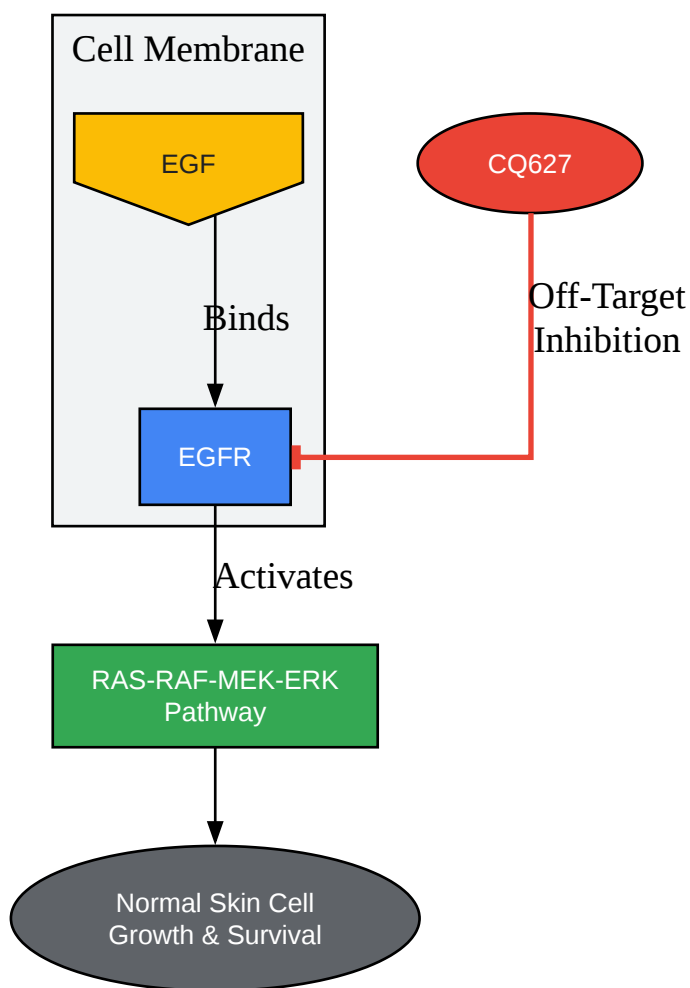 Cell Membrane
EGF
CQ627
Binds
Off-Target
Inhibition
EGFR
Activates
RAS-RAF-MEK-ERK
Pathway
Normal Skin Cell
Growth & Survival